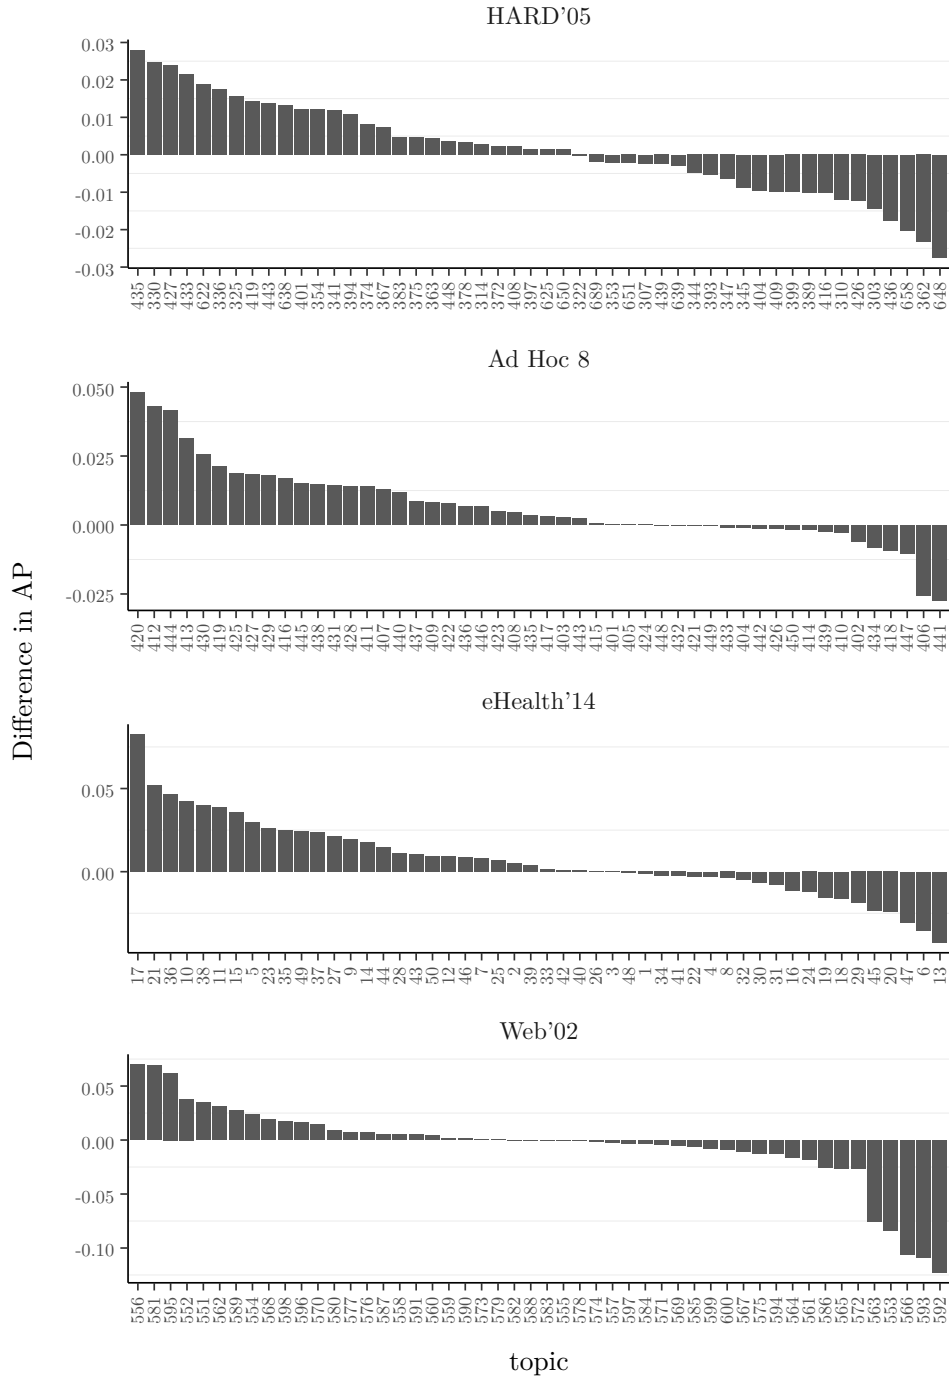 HARD’05
0.03
0.02
0.01
0.00
-0.01
-0.02
-0.03
435 330 427 433 622 336 325 419 443 638 401 354 341 394 374 367 383 375 363 448 378 314 372 408 397 625 650 322 689 353 651 307 439 639 344 393 347 345 404 409 399 389 416 310 426 303 436 658 362 648
Ad Hoc 8
0.050
0.025
0.000
-0.025
420 412 444 413 430 419 425 427 429 416 445 438 431 428 411 407 440 437 409 422 436 446 423 408 435 417 403 443 415 401 405 424 448 432 421 449 433 404 442 426 450 414 439 410 402 434 418 447 406 441
Difference in AP
eHealth’14
0.05
0.00
17 21 36 10 38 11 15 5 23 35 49 37 27 9 14 44 28 43 50 12 46 7 25 2 39 33 42 40 26 3 48 1 34 41 22 4 8 32 30 31 16 24 19 18 29 45 20 47 6 13
Web’02
0.05
0.00
-0.05
-0.10
556 581 595 552 551 562 589 554 568 598 596 570 580 577 576 587 558 591 560 559 590 573 579 582 588 583 555 578 574 557 597 584 571 569 585 599 600 567 575 594 564 561 586 565 572 563 553 566 593 592
topic